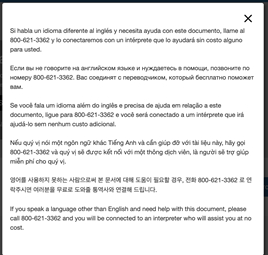 Si habla un idioma diferente al inglés y necesita ayuda con este documento, llame al
800-621-3362 y lo conectaremos con un intérprete que lo ayudará sin costo alguno
para usted.
Если вы не говорите на английском языке и нуждаетесь в помощи, позвоните по
номеру 800-621-3362. Вас соединят с переводчиком, который бесплатно поможет
вам.
Se você fala um idioma além do inglês e precisa de ajuda em relação a este
documento, ligue para 800-621-3362 e você será conectado a um intérprete que irá
ajudá-lo sem nenhum custo adicional.
Nếu quý vị nói một ngôn ngữ khác Tiếng Anh và cần giúp đỡ với tài liệu này, hãy gọi
800-621-3362 và quý vị sẽ được kết nối với một thông dịch viên, là người sẽ trợ giúp
miễn phí cho quý vị.
영어를 사용하지 않는 사람으로써 본 문서에 대해 도움이 필요할 경우, 전화 800-621-3362 로 연
락주시면 여러분을 무료로 도와줄 통역사와 연결해 드립니다.
If you speak a language other than English and need help with this document, please
call 800-621-3362 and you will be connected to an interpreter who will assist you at no
cost.